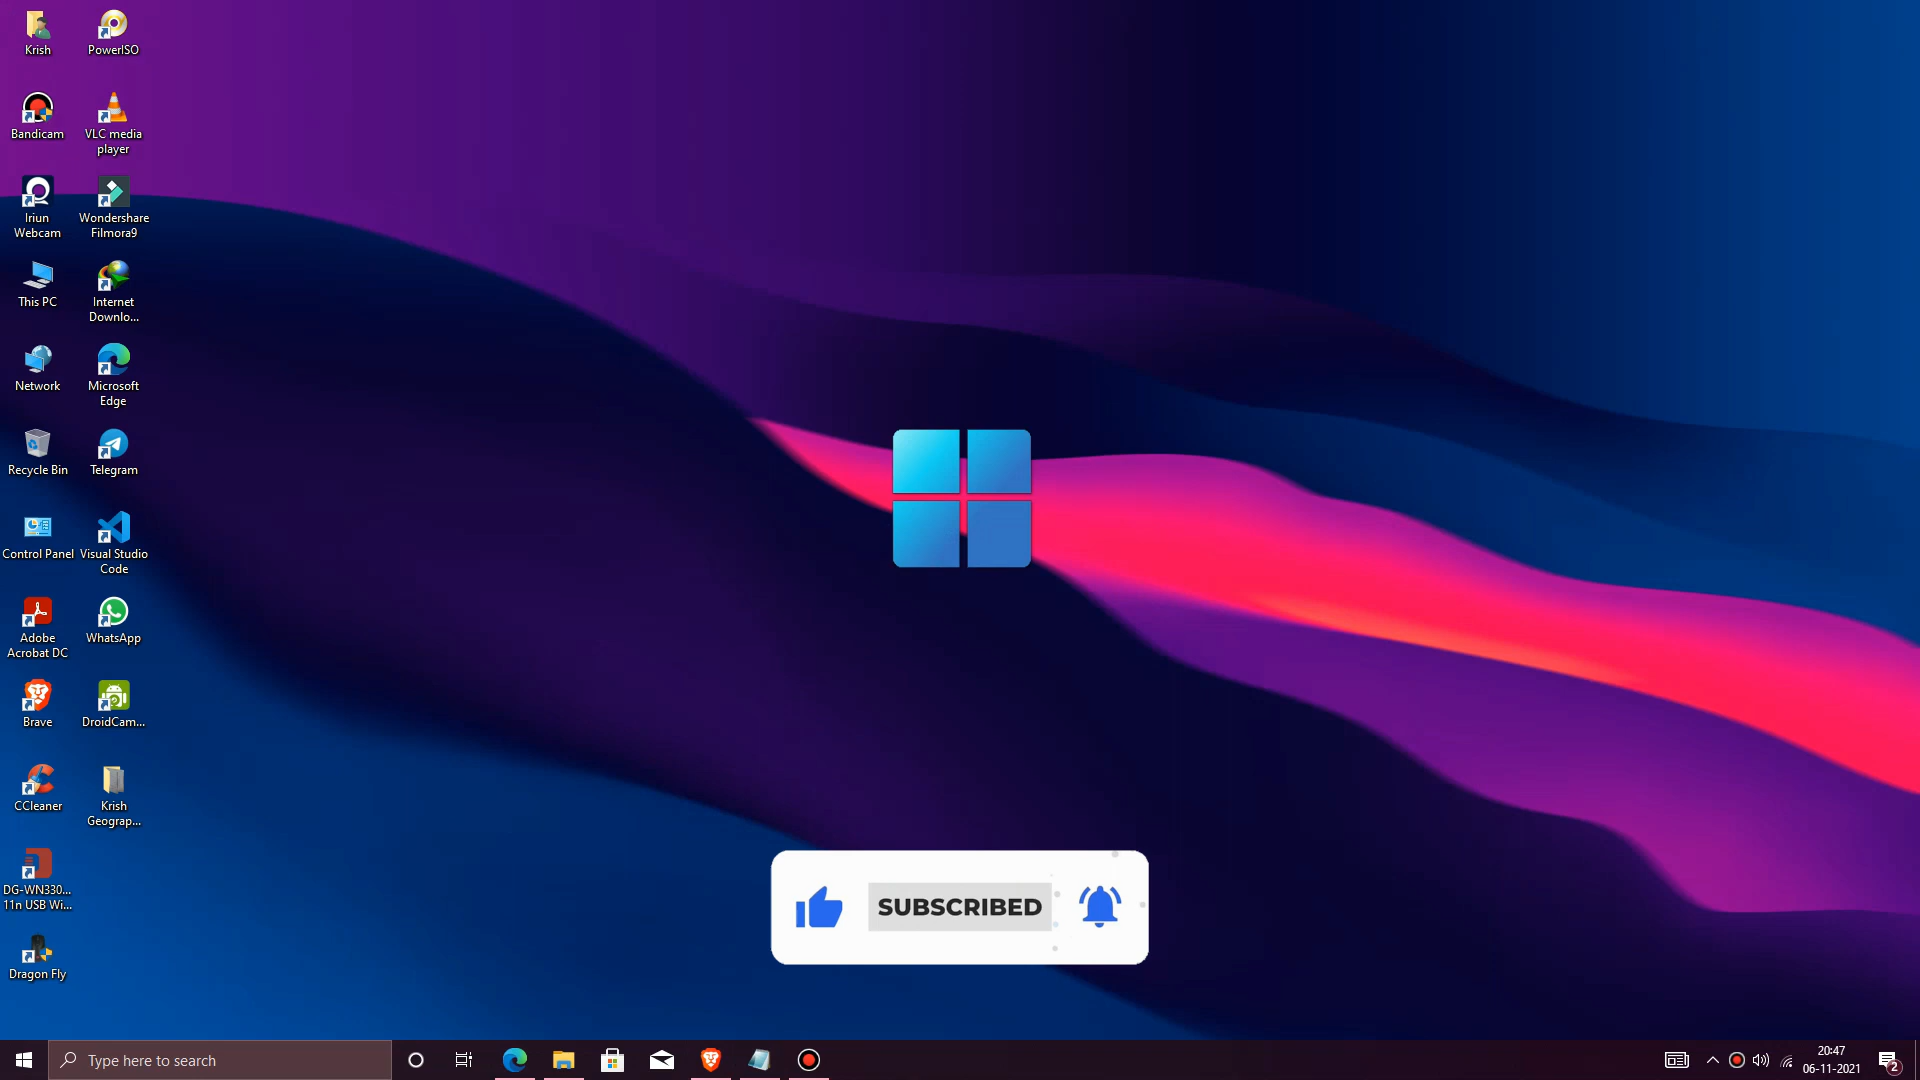 Krish
PowerISO
Bandicam
VLC media
player
Iriun
Webcam
Wondershare
Filmora9
This PC
Internet
Downlo...
Network
Microsoft
Edge
Recycle Bin
Telegram
Control Panel
Visual Studio
Code
Adobe
Acrobat DC
WhatsApp
Brave
DroidCam...
CCleaner
Krish
Geograp...
DG-WN330...
11n USB Wi...
Dragon Fly
SUBSCRIBED
Type here to search
20:47
06-11-2021
2